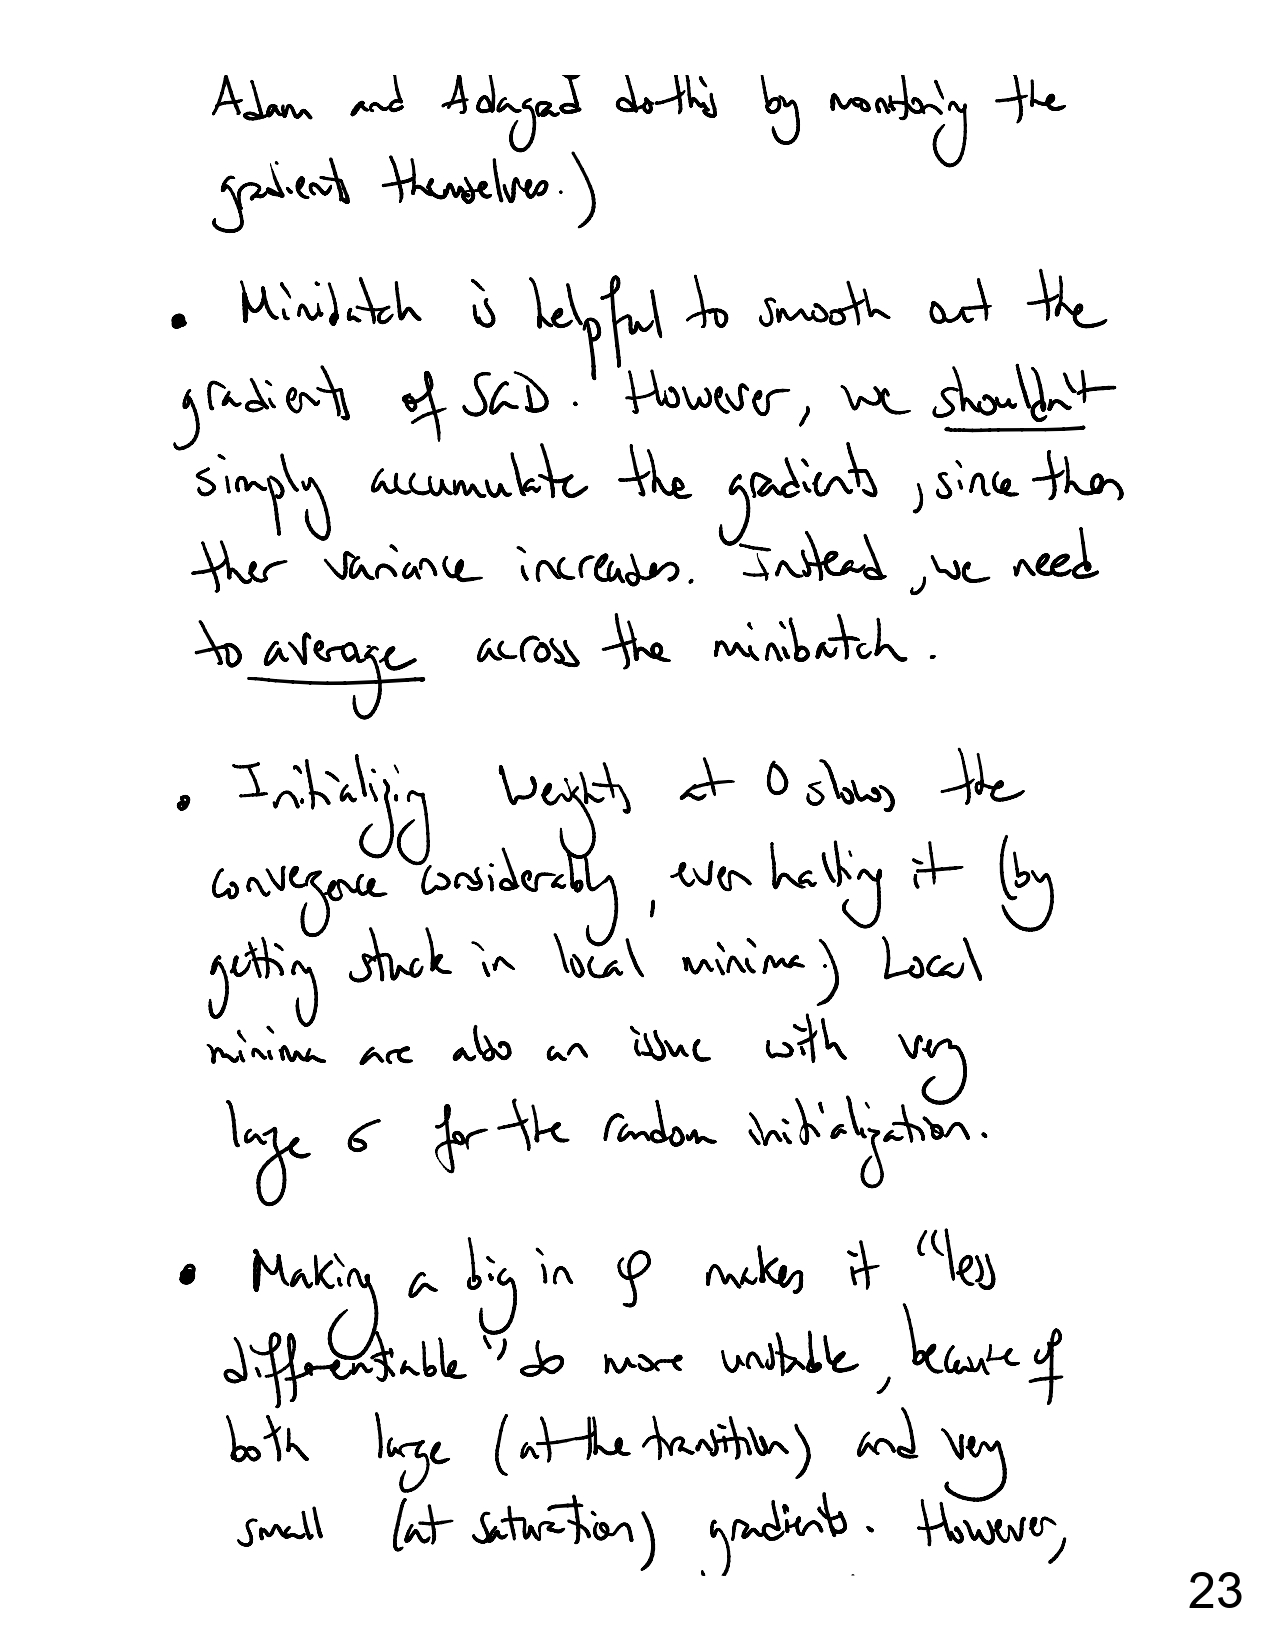 Adam and Adagad do this by monitoring the
gradients themselves.)
• Minibatch is helpful to smooth out the
gradients of SGD. However, we shouldn't
simply accumulate the gradients, since then
their variance increases. Instead, we need
to average across the minibatch.
• Initializing weights at 0 slows the
convergence considerably, even halting it (by
getting stuck in local minima.) Local
minima are also an issue with very
large σ for the random initialization.
• Making a big in φ makes it "less
differentiable" so more unstable, because of
both large (at the transition) and very
small (at saturation) gradients. However,
23